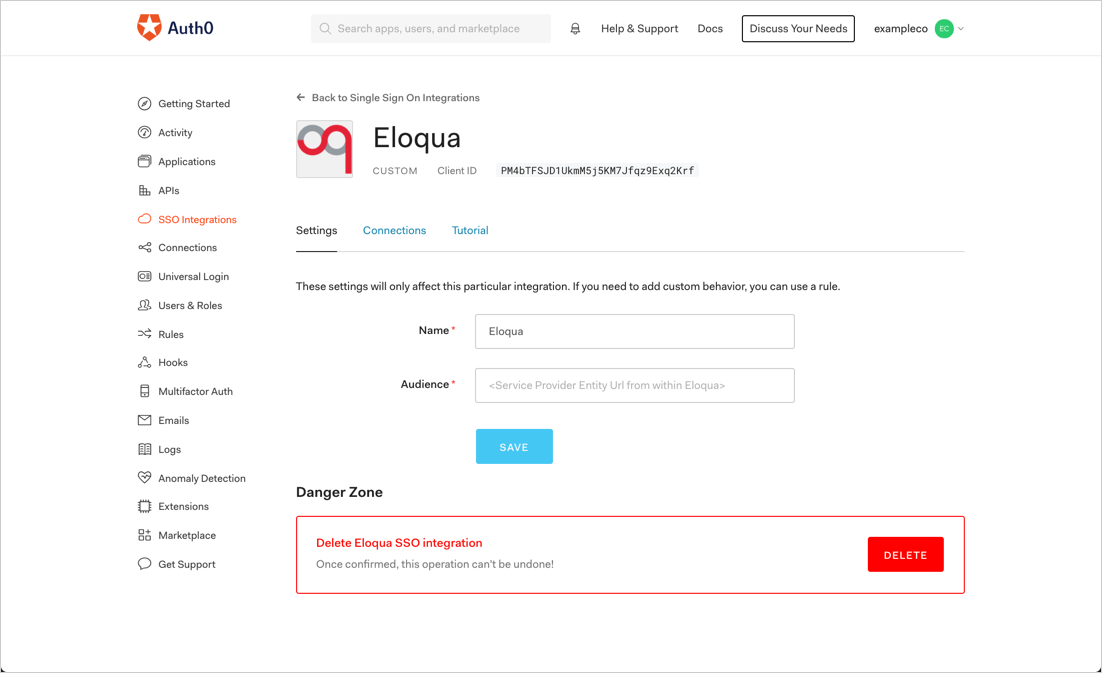 Auth0
Search apps, users, and marketplace
Help & Support
Docs
Discuss Your Needs
exampleco
EC
Getting Started
Activity
Applications
APIs
SSO Integrations
Connections
Universal Login
Users & Roles
Rules
Hooks
Multifactor Auth
Emails
Logs
Anomaly Detection
Extensions
Marketplace
Get Support
Back to Single Sign On Integrations
Eloqua
CUSTOM
Client ID
PM4bTFSJD1UkmM5j5KM7Jfqz9Exq2Krf
Settings
Connections
Tutorial
These settings will only affect this particular integration. If you need to add custom behavior, you can use a rule.
Name*
Eloqua
Audience*
<Service Provider Entity Url from within Eloqua>
SAVE
Danger Zone
Delete Eloqua SSO integration
Once confirmed, this operation can't be undone!
DELETE